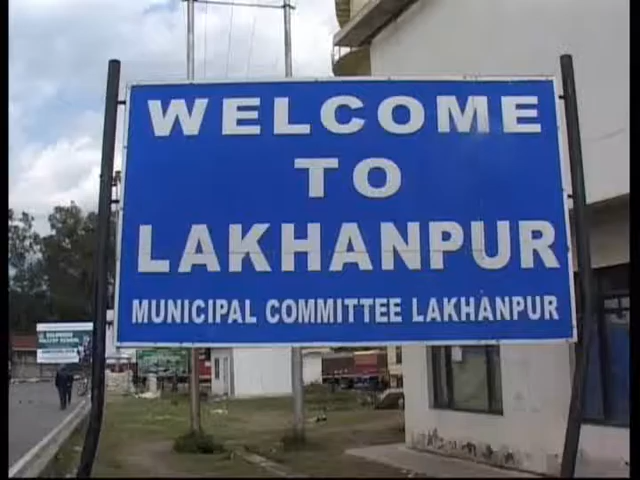 WELCOME
TO
LAKHANPUR
MUNICIPAL COMMITTEE LAKHANPUR